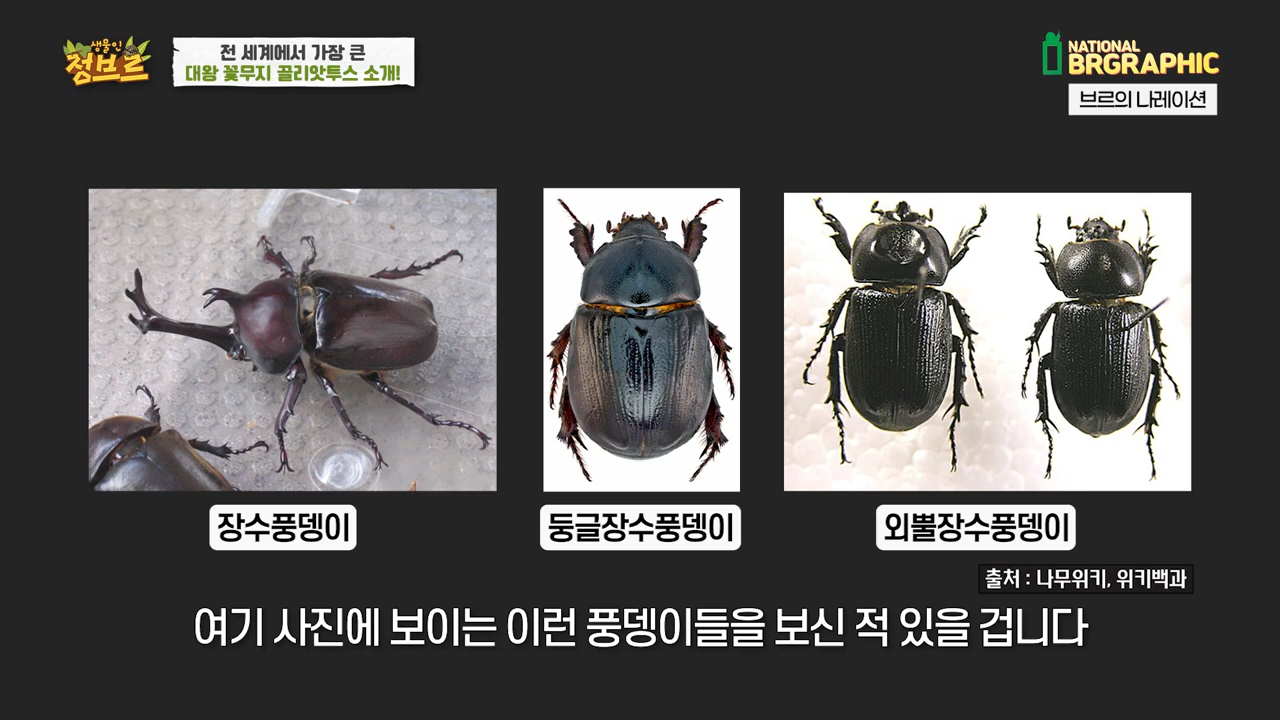 생물인
정브르
전 세계에서 가장 큰
대왕 꽃무지 골리앗투스 소개!
NATIONAL
BRGRAPHIC
브르의 나레이션
장수풍뎅이
둥글장수풍뎅이
외뿔장수풍뎅이
출처 : 나무위키, 위키백과
여기 사진에 보이는 이런 풍뎅이들을 보신 적 있을 겁니다